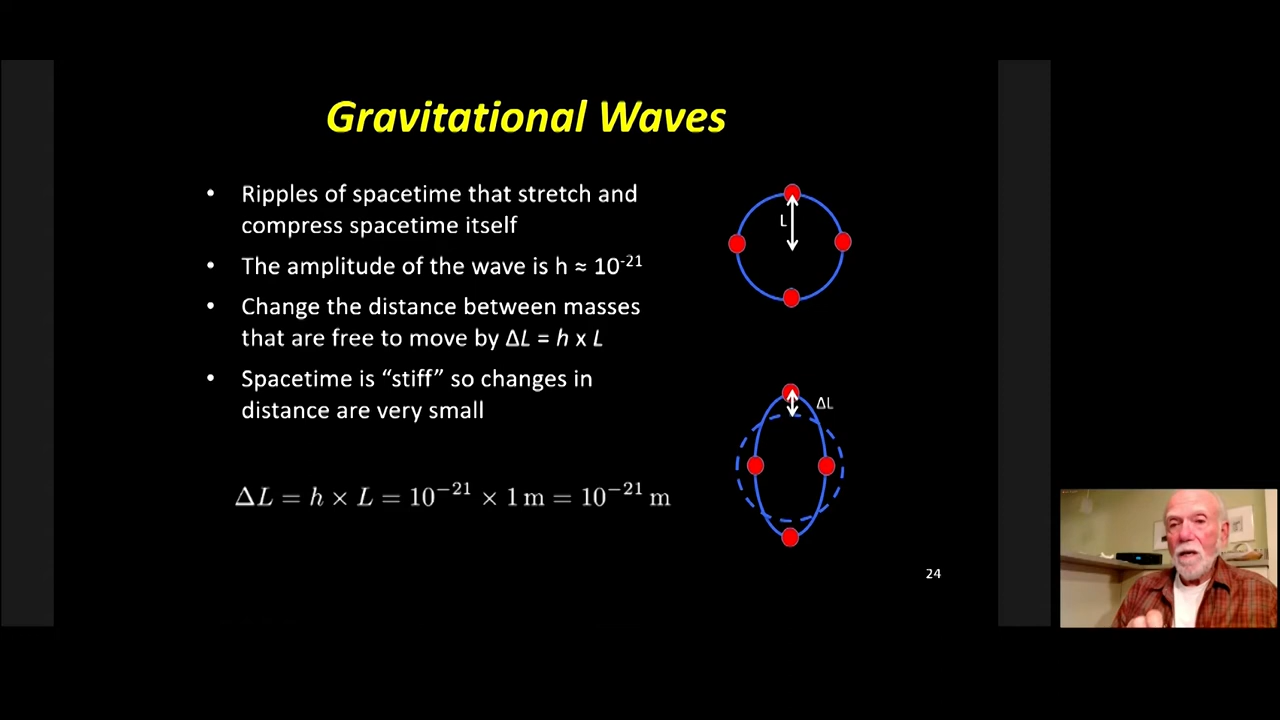 Gravitational Waves
• Ripples of spacetime that stretch and
compress spacetime itself
• The amplitude of the wave is h ≈ 10⁻²¹
• Change the distance between masses
that are free to move by ΔL = h x L
• Spacetime is “stiff” so changes in
distance are very small
ΔL = h × L = 10⁻²¹ × 1 m = 10⁻²¹ m
L
ΔL
24